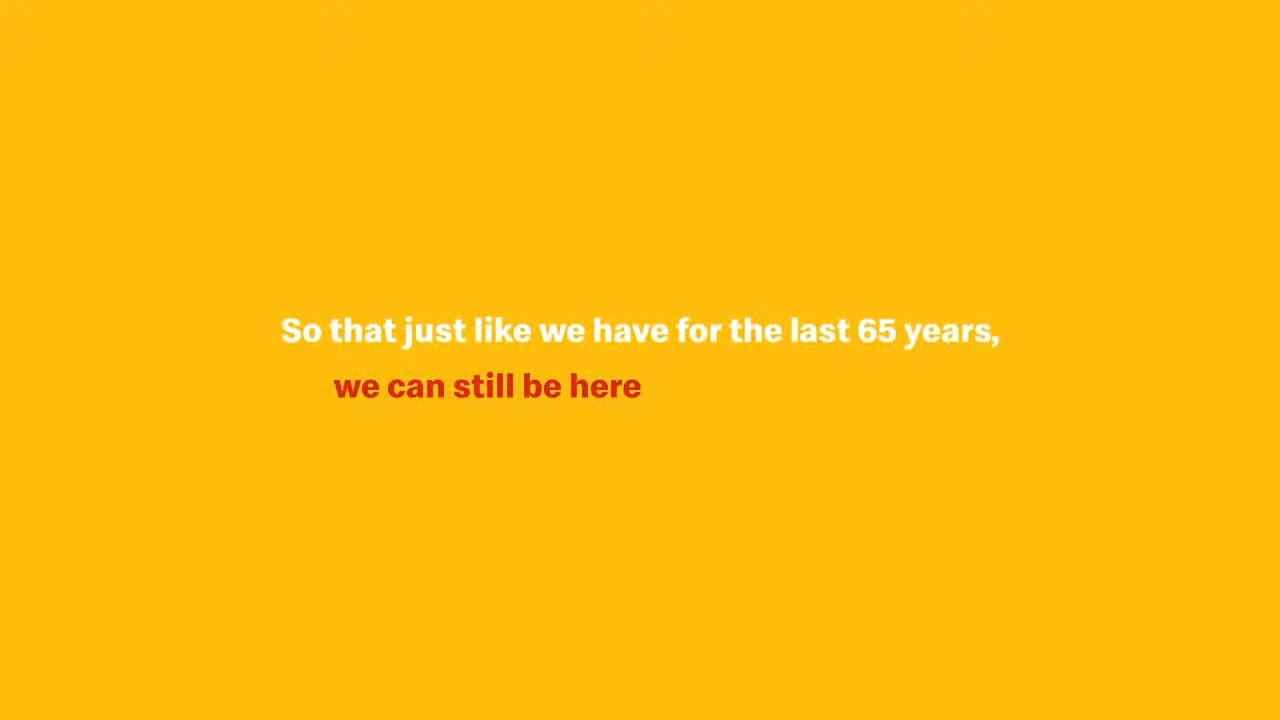 So that just like we have for the last 65 years,
we can still be here